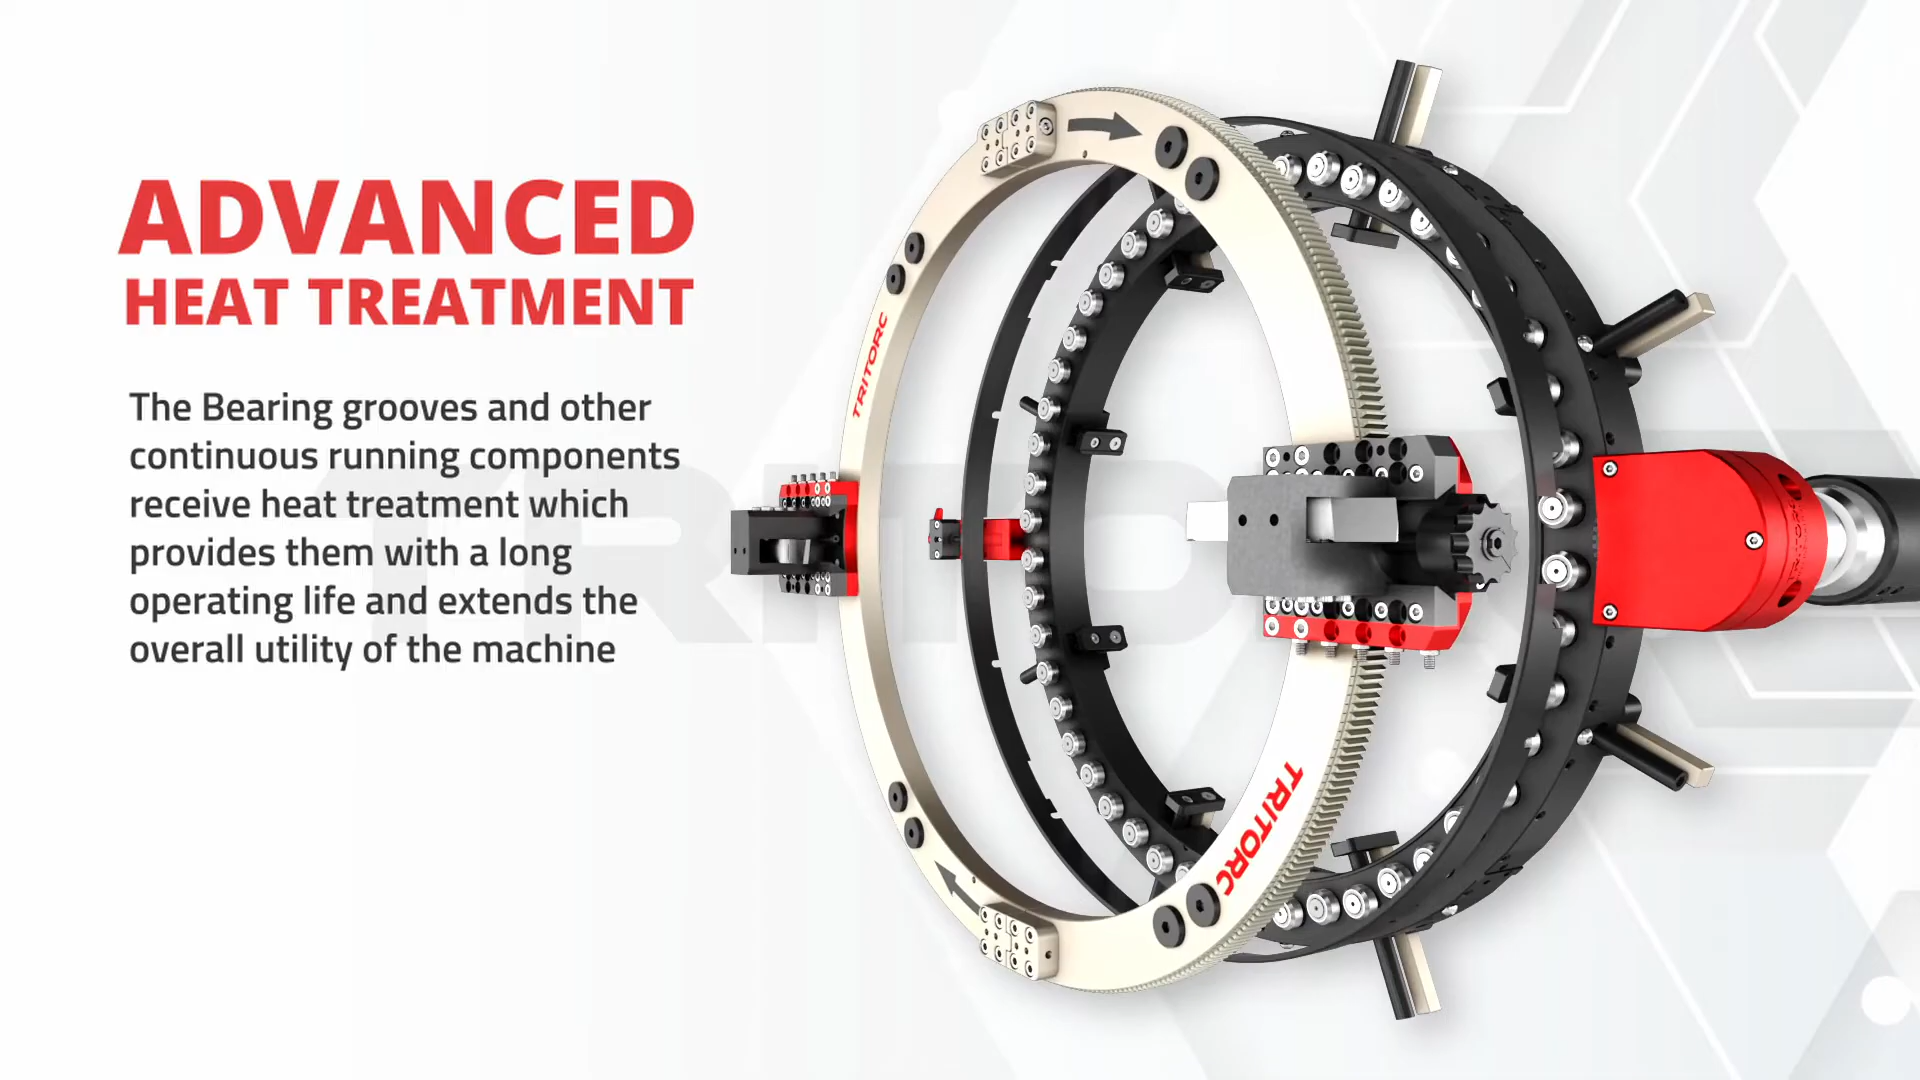 ADVANCED
HEAT TREATMENT
The Bearing grooves and other
continuous running components
receive heat treatment which
provides them with a long
operating life and extends the
overall utility of the machine
TRITORC
TRITORC